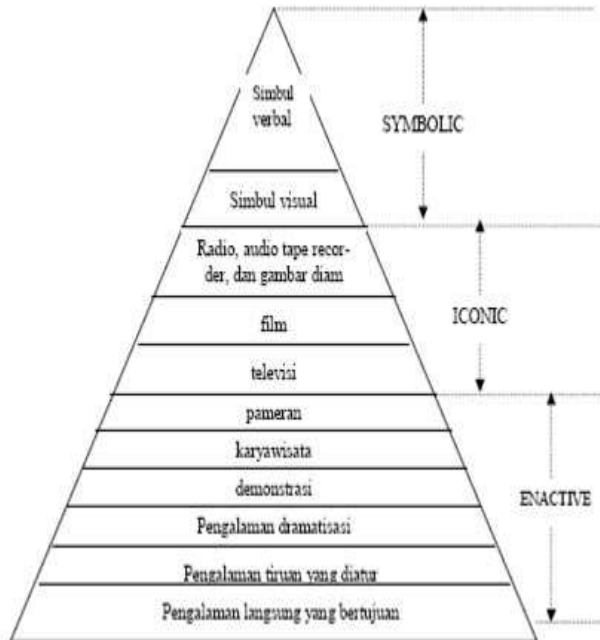 Simbul
verbal
SYMBOLIC
Simbul visual
Radio, audio tape recor-
der, dan gambar diam
ICONIC
film
televisi
pameran
karyawisata
demonstrasi
ENACTIVE
Pengalaman dramatisasi
Pengalaman tiruan yang diatur
Pengalaman langsung yang bertujuan